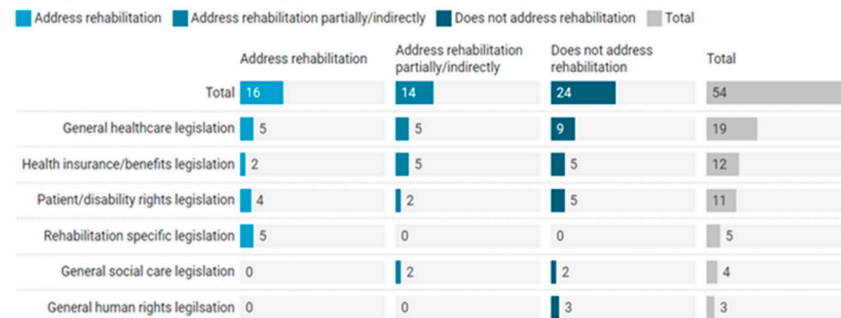 Address rehabilitation Address rehabilitation partially/indirectly Does not address rehabilitation Total
Address rehabilitation Address rehabilitation partially/indirectly Does not address rehabilitation Total
Total 16 14 24 54
General healthcare legislation 5 5 9 19
Health insurance/benefits legislation 2 5 5 12
Patient/disability rights legislation 4 2 5 11
Rehabilitation specific legislation 5 0 0 5
General social care legislation 0 2 2 4
General human rights legilsation 0 0 3 3